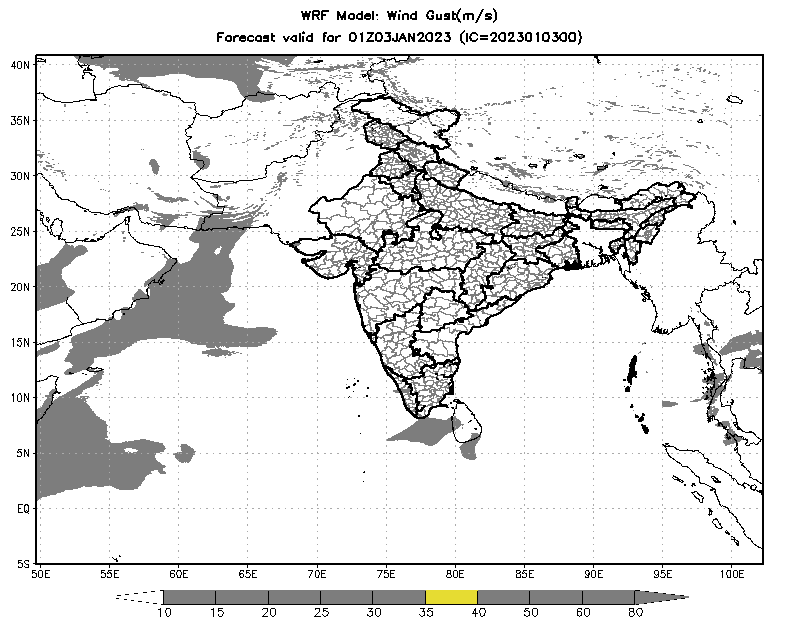 WRF Model: Wind Gust(m/s)
Forecast valid for 01Z03JAN2023 (IC=2023010300)
40N
35N
30N
25N
20N
15N
10N
5N
EQ
5S
50E 55E 60E 65E 70E 75E 80E 85E 90E 95E 100E
10 15 20 25 30 35 40 50 60 80